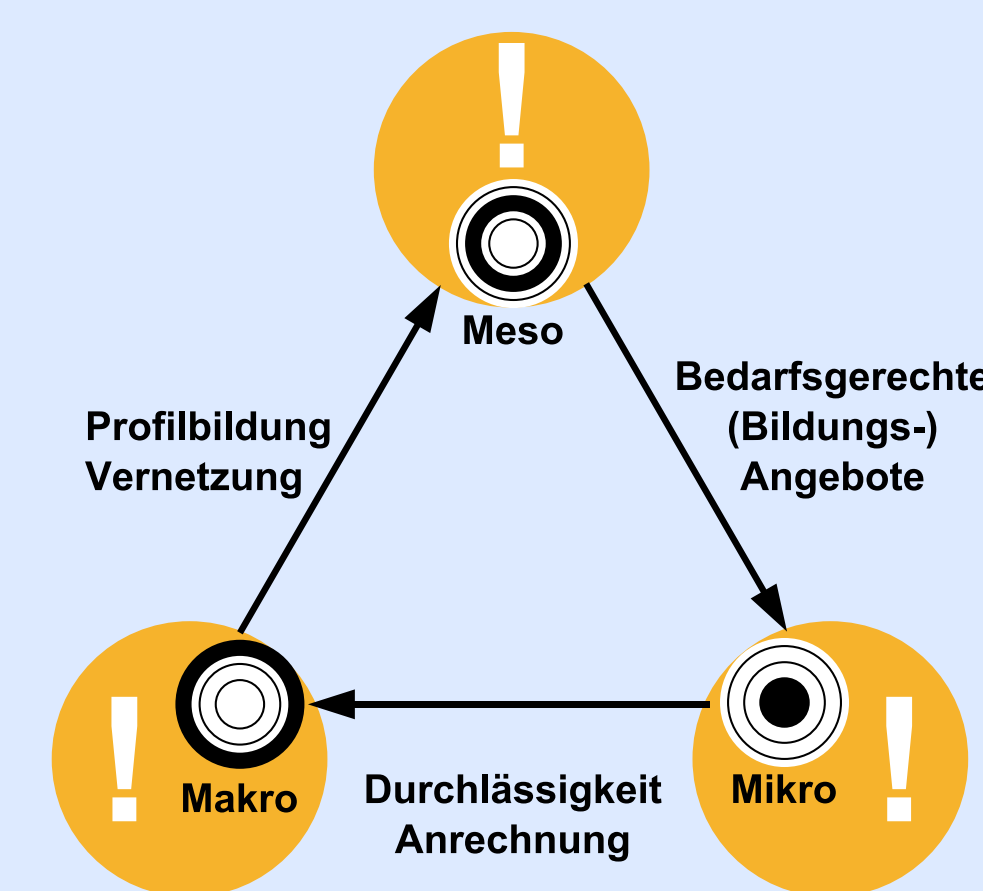 !
Meso
Bedarfsgerechte
(Bildungs-)
Angebote
Profilbildung
Vernetzung
!
Makro
Durchlässigkeit
Anrechnung
Mikro
!